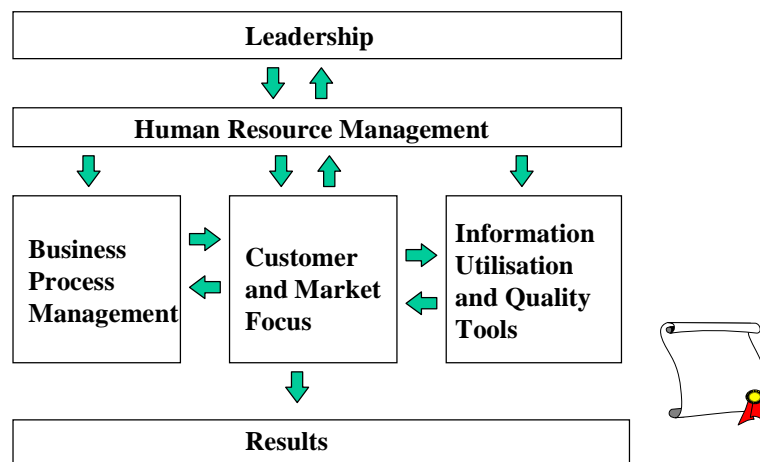 Leadership
Human Resource Management
Business
Process
Management
Customer
and Market
Focus
Information
Utilisation
and Quality
Tools
Results